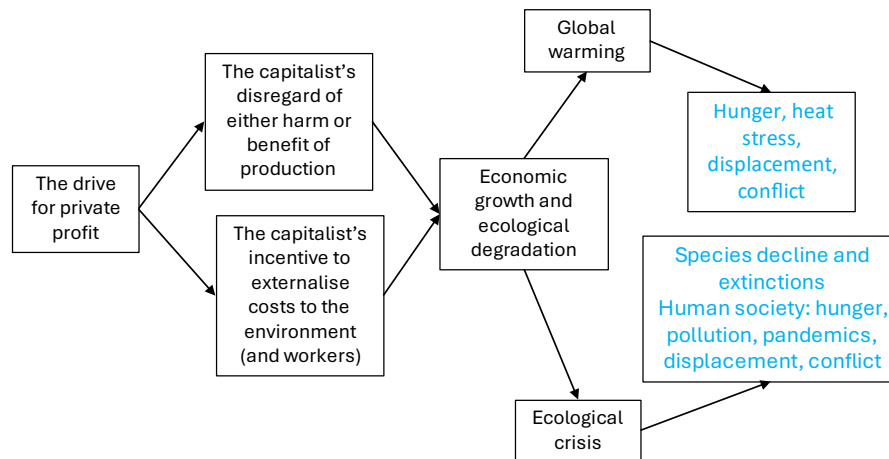 The drive
for private
profit
The capitalist's
disregard of
either harm or
benefit of
production
The capitalist's
incentive to
externalise
costs to the
environment
(and workers)
Economic
growth and
ecological
degradation
Global
warming
Hunger, heat
stress,
displacement,
conflict
Ecological
crisis
Species decline and
extinctions
Human society: hunger,
pollution, pandemics,
displacement, conflict